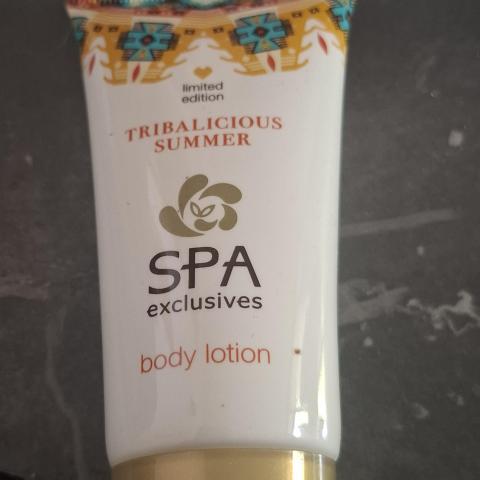 limited
edition
TRIBALICIOUS
SUMMER
SPA
exclusives
body lotion